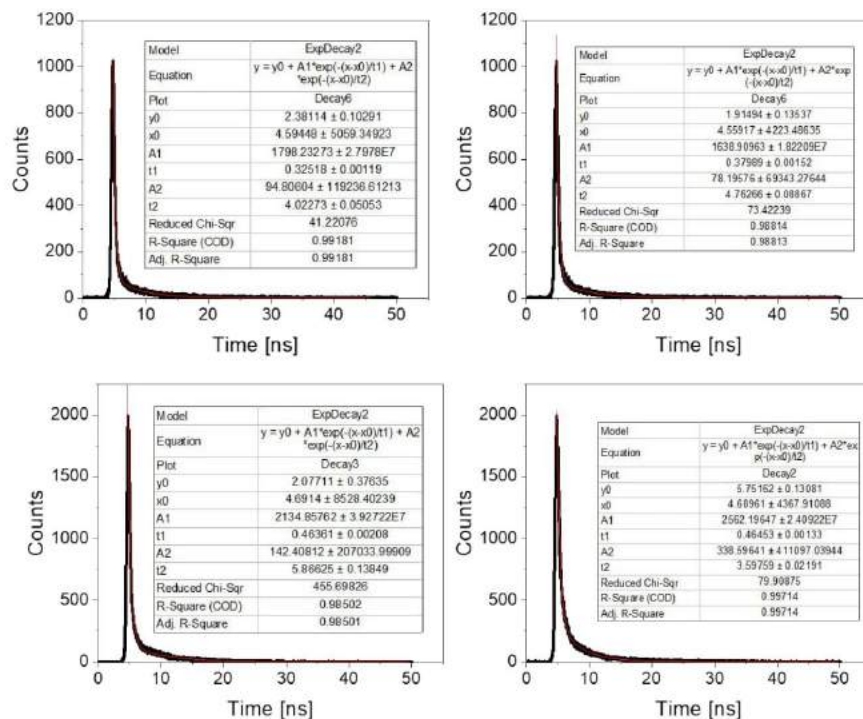 1200
1000
800
600
400
200
0
Counts
Model ExpDecay2
Equation y = y0 + A1*exp(-(x-x0)/t1) + A2
*exp(-(x-x0)/t2)
Plot Decay6
y0 2.38114 ± 0.10291
x0 4.59448 ± 5059.34923
A1 1798.23273 ± 2.7978E7
t1 0.32518 ± 0.00119
A2 94.80604 ± 119236.61213
t2 4.02273 ± 0.05053
Reduced Chi-Sqr 41.22076
R-Square (COD) 0.99181
Adj. R-Square 0.99181
0 10 20 30 40 50
Time [ns]
1200
1000
800
600
400
200
0
Counts
Model ExpDecay2
Equation y = y0 + A1*exp(-(x-x0)/t1) + A2*exp
(-(x-x0)/t2)
Plot Decay6
y0 1.91494 ± 0.13537
x0 4.55917 ± 4223.48635
A1 1638.90963 ± 1.82209E7
t1 0.37989 ± 0.00152
A2 78.19576 ± 69343.27644
t2 4.76266 ± 0.08867
Reduced Chi-Sqr 73.42239
R-Square (COD) 0.98814
Adj. R-Square 0.98813
0 10 20 30 40 50
Time [ns]
2000
1500
1000
500
0
Counts
Model ExpDecay2
Equation y = y0 + A1*exp(-(x-x0)/t1) + A2
*exp(-(x-x0)/t2)
Plot Decay3
y0 2.07711 ± 0.37635
x0 4.6914 ± 8528.40239
A1 2134.85762 ± 3.92722E7
t1 0.46361 ± 0.00208
A2 142.40812 ± 207033.99909
t2 5.86625 ± 0.13849
Reduced Chi-Sqr 455.69826
R-Square (COD) 0.98502
Adj. R-Square 0.98501
0 10 20 30 40 50
Time [ns]
2000
1500
1000
500
0
Counts
Model ExpDecay2
Equation y = y0 + A1*exp(-(x-x0)/t1) + A2*ex
p(-(x-x0)/t2)
Plot Decay2
y0 5.75162 ± 0.13081
x0 4.68961 ± 4367.91088
A1 2562.19647 ± 2.40922E7
t1 0.46453 ± 0.00133
A2 338.59641 ± 411097.03944
t2 3.59759 ± 0.02191
Reduced Chi-Sqr 79.90875
R-Square (COD) 0.99714
Adj. R-Square 0.99714
0 10 20 30 40 50
Time [ns]